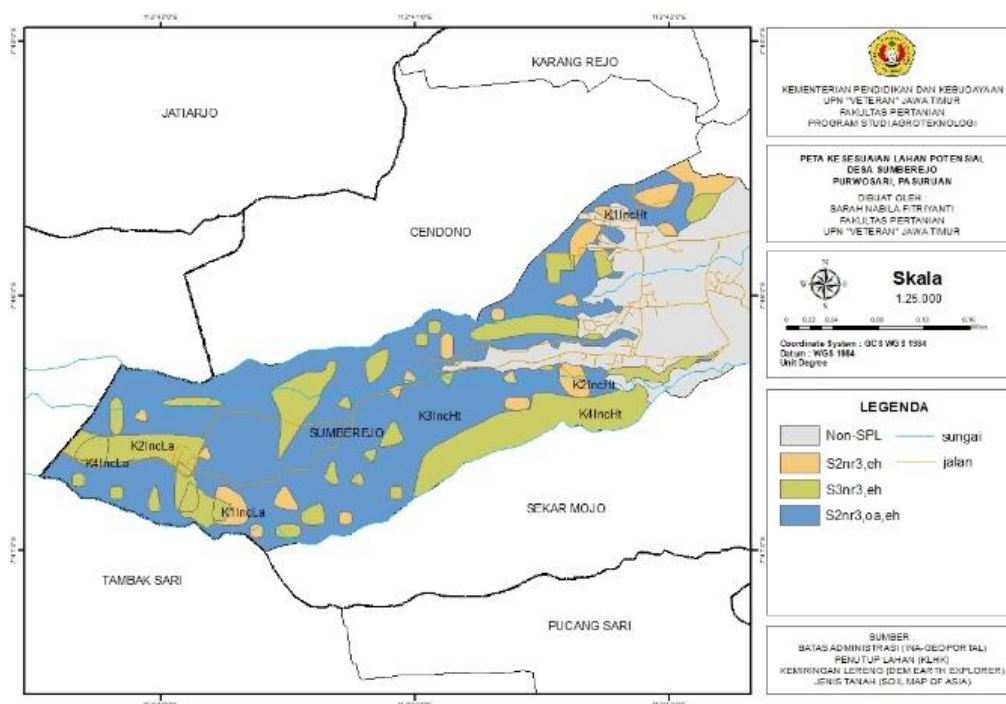 KARANG REJO
JATIARJO
CENDONO
K1IncHt
K2IncHt
K3IncHt
K4IncHt
SUMBEREJO
K2IncLa
K4IncLa
K1IncLa
SEKAR MOJO
TAMBAK SARI
PUCANG SARI
KEMENTERIAN PENDIDIKAN DAN KEBUDAYAAN
UPN "VETERAN" JAWA TIMUR
FAKULTAS PERTANIAN
PROGRAM STUDI AGROTEKNOLOGI
PETA KESESUAIAN LAHAN POTENSIAL
DESA SUMBEREJO
PURWOSARI, PASURUAN
DIBUAT OLEH :
SARAH NABILA FITRIYANTI
FAKULTAS PERTANIAN
UPN "VETERAN" JAWA TIMUR
N
W E
S
Skala
1:25.000
Coordinate System : GCS WGS 1984
Datum : WGS 1984
Unit Degree
LEGENDA
Non-SPL
S2nr3,eh
S3nr3,eh
S2nr3,oa,eh
sungai
jalan
SUMBER :
BATAS ADMINISTRASI (INA-GEOPORTAL)
PENUTUP LAHAN (KLHK)
KEMIRINGAN LERENG (DEM EARTH EXPLORER)
JENIS TANAH (SOIL MAP OF ASIA)